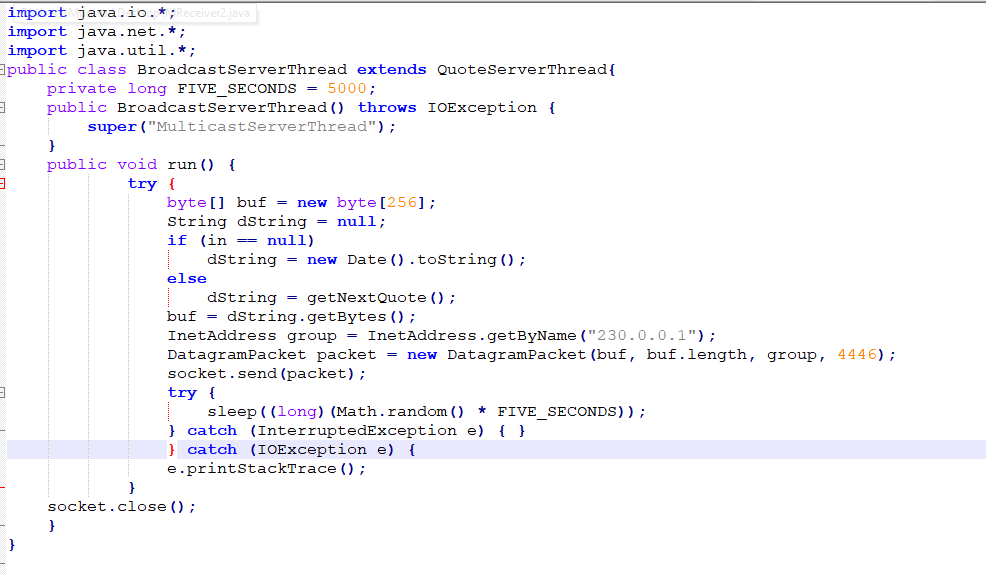 import java.io.*;
Receiver2.java
import java.net.*;
import java.util.*;
public class BroadcastServerThread extends QuoteServerThread{
    private long FIVE_SECONDS = 5000;
    public BroadcastServerThread() throws IOException {
        super("MulticastServerThread");
    }
    public void run() {
            try {
                byte[] buf = new byte[256];
                String dString = null;
                if (in == null)
                    dString = new Date().toString();
                else
                    dString = getNextQuote();
                buf = dString.getBytes();
                InetAddress group = InetAddress.getByName("230.0.0.1");
                DatagramPacket packet = new DatagramPacket(buf, buf.length, group, 4446);
                socket.send(packet);
                try {
                    sleep((long)(Math.random() * FIVE_SECONDS));
                } catch (InterruptedException e) { }
                } catch (IOException e) {
                e.printStackTrace();
            }
    socket.close();
    }
}